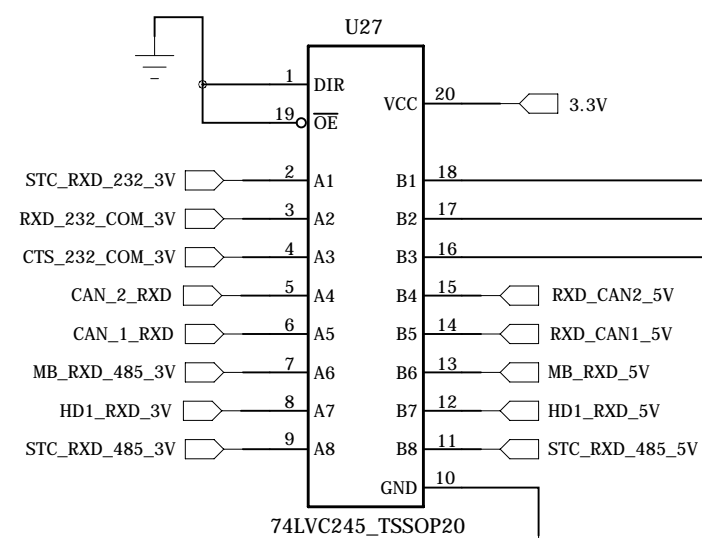 U27
1 DIR
VCC 20 3.3V
19 OE
STC_RXD_232_3V 2 A1 B1 18
RXD_232_COM_3V 3 A2 B2 17
CTS_232_COM_3V 4 A3 B3 16
CAN_2_RXD 5 A4 B4 15 RXD_CAN2_5V
CAN_1_RXD 6 A5 B5 14 RXD_CAN1_5V
MB_RXD_485_3V 7 A6 B6 13 MB_RXD_5V
HD1_RXD_3V 8 A7 B7 12 HD1_RXD_5V
STC_RXD_485_3V 9 A8 B8 11 STC_RXD_485_5V
GND 10
74LVC245_TSSOP20